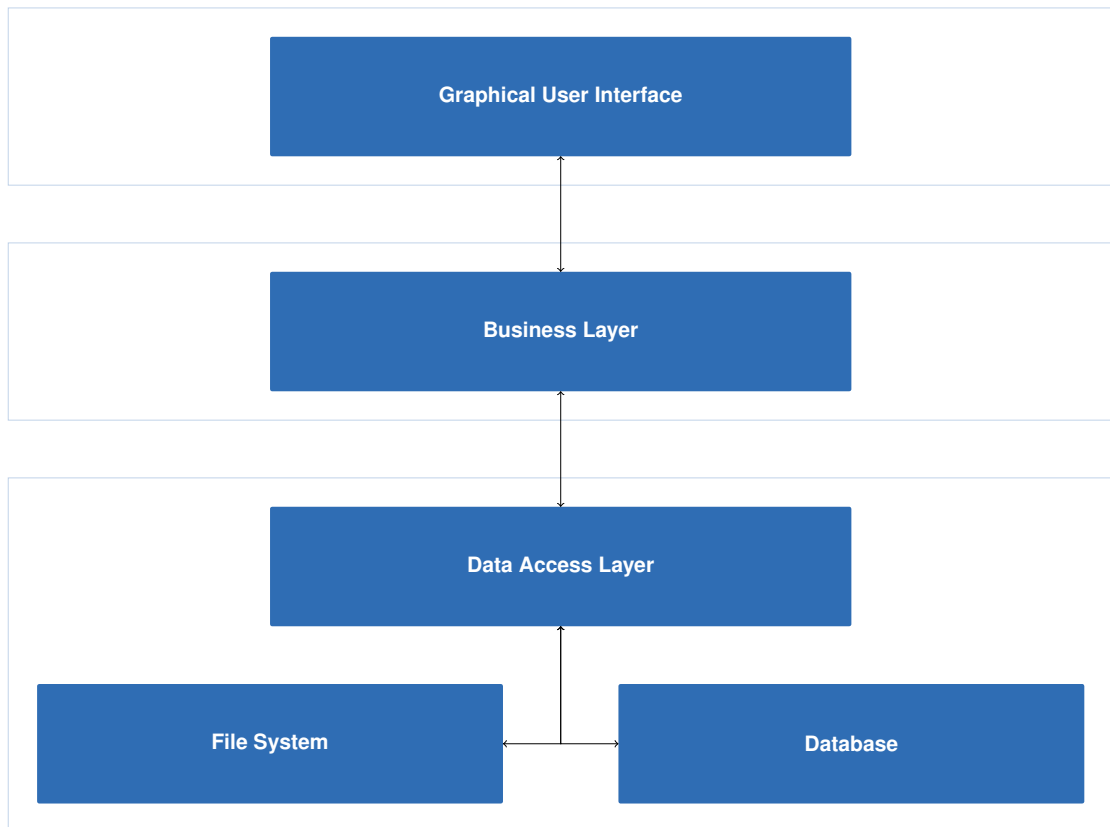 Graphical User Interface
Business Layer
Data Access Layer
File System
Database